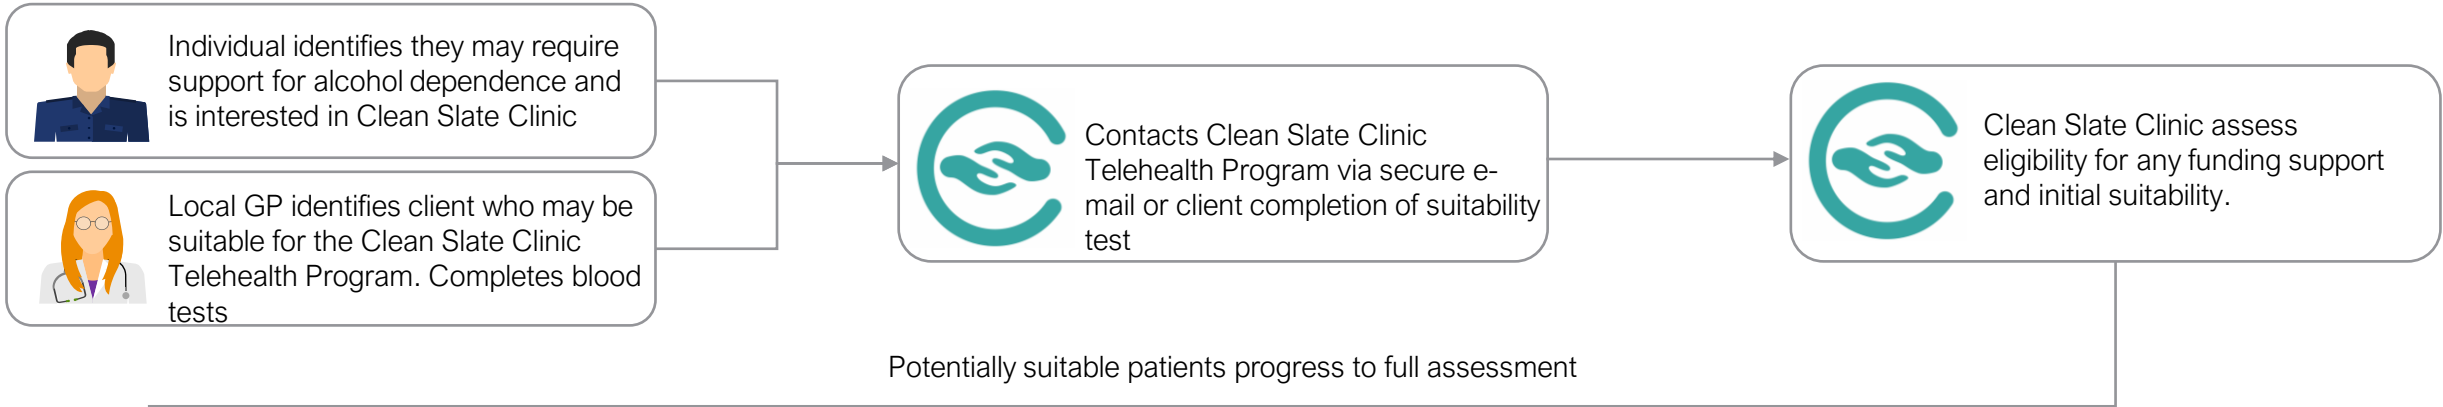 Individual identifies they may require
support for alcohol dependence and
is interested in Clean Slate Clinic
Local GP identifies client who may be
suitable for the Clean Slate Clinic
Telehealth Program. Completes blood
tests
Contacts Clean Slate Clinic
Telehealth Program via secure e-
mail or client completion of suitability
test
Clean Slate Clinic assess
eligibility for any funding support
and initial suitability.
Potentially suitable patients progress to full assessment